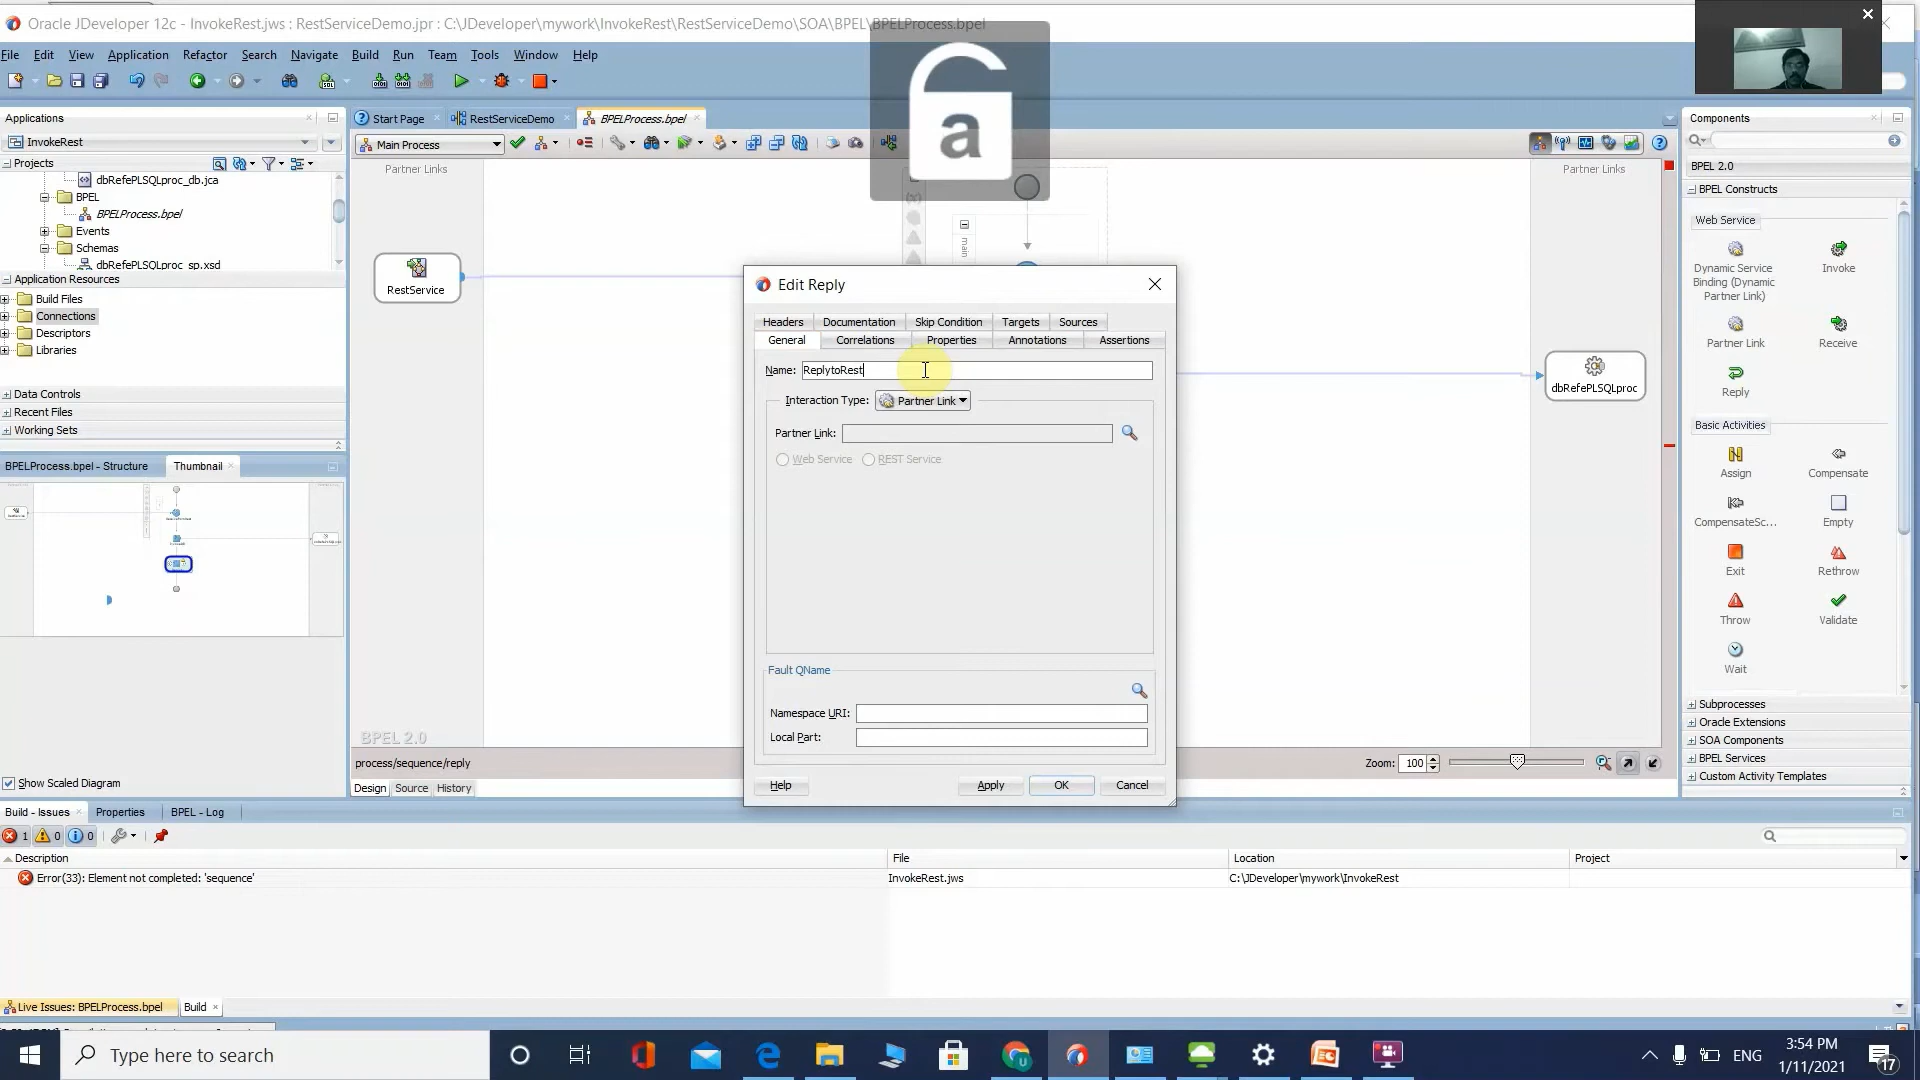 Oracle JDeveloper 12c - InvokeRest.jws : RestServiceDemo.jpr : C:\JDeveloper\mywork\InvokeRest\RestServiceDemo\SOA\BPEL\BPELProcess.bpel
File Edit View Application Refactor Search Navigate Build Run Team Tools Window Help
a
Applications
InvokeRest
Projects
dbRefePLSQLproc_db.jca
BPEL
BPELProcess.bpel
Events
Schemas
dbRefePLSQLproc_sp.xsd
Application Resources
Build Files
Connections
Descriptors
Libraries
Data Controls
Recent Files
Working Sets
BPELProcess.bpel - Structure
Thumbnail
Show Scaled Diagram
Start Page
RestServiceDemo
BPELProcess.bpel
Main Process
Partner Links
RestService
main
Partner Links
dbRefePLSQLproc
BPEL 2.0
process/sequence/reply
Zoom: 100
Design Source History
Edit Reply
Headers Documentation Skip Condition Targets Sources
General Correlations Properties Annotations Assertions
Name: ReplytoRest
Interaction Type: Partner Link
Partner Link:
Web Service REST Service
Fault QName
Namespace URI:
Local Part:
Help Apply OK Cancel
Components
BPEL 2.0
BPEL Constructs
Web Service
Dynamic Service Binding (Dynamic Partner Link)
Invoke
Partner Link
Receive
Reply
Basic Activities
Assign
Compensate
CompensateSc...
Empty
Exit
Rethrow
Throw
Validate
Wait
Subprocesses
Oracle Extensions
SOA Components
BPEL Services
Custom Activity Templates
Build - Issues Properties BPEL - Log
1 0 0
Description File Location Project
Error(33): Element not completed: 'sequence' InvokeRest.jws C:\JDeveloper\mywork\InvokeRest
Live Issues: BPELProcess.bpel Build
Type here to search
ENG
3:54 PM
1/11/2021
17